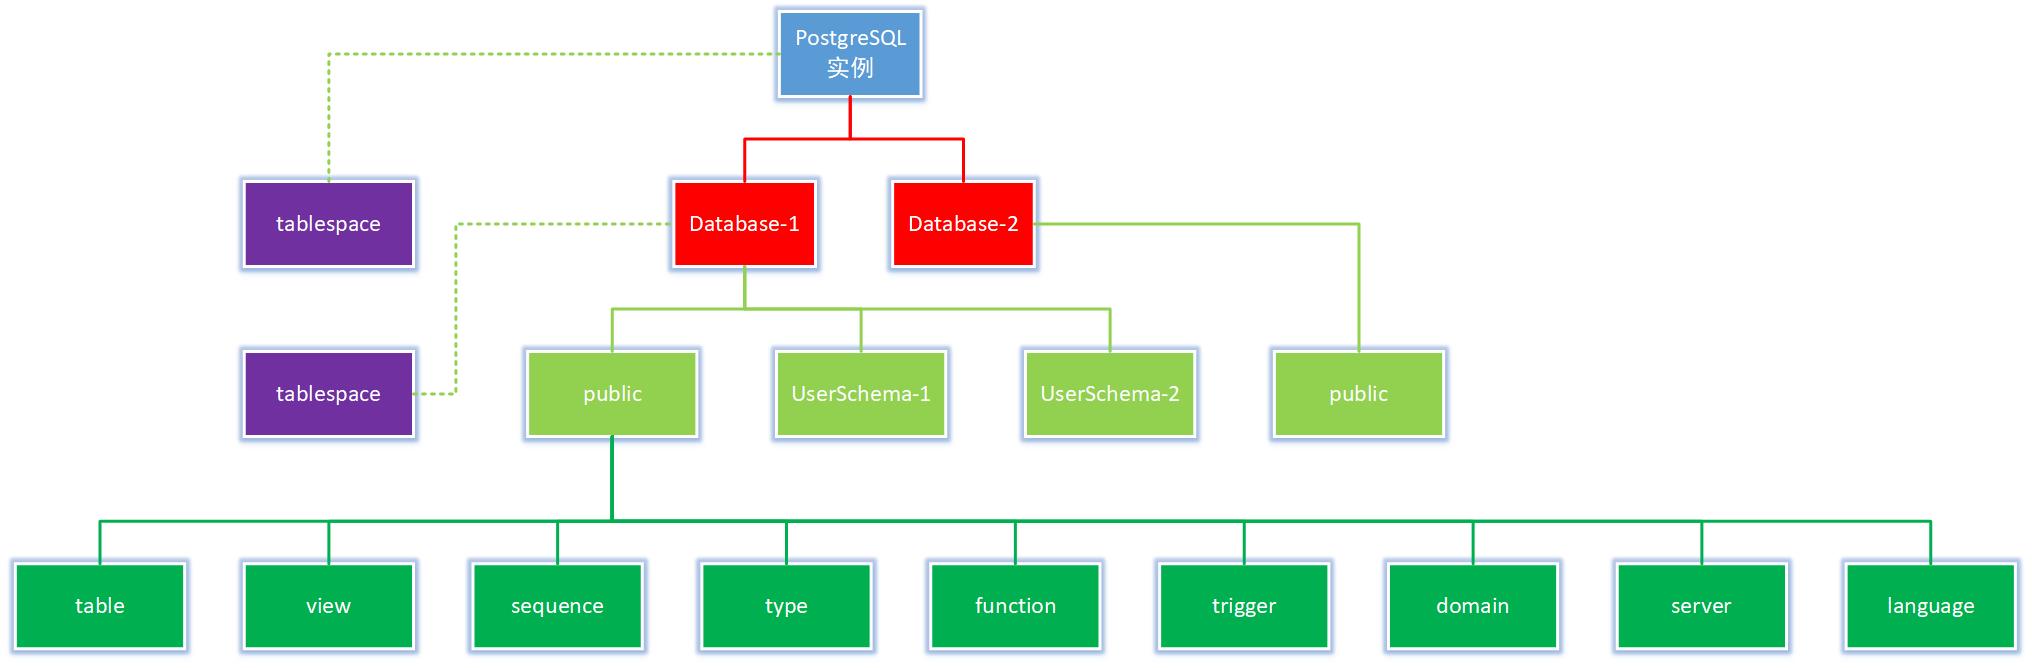 PostgreSQL
实例
tablespace
Database-1
Database-2
tablespace
public
UserSchema-1
UserSchema-2
public
table
view
sequence
type
function
trigger
domain
server
language